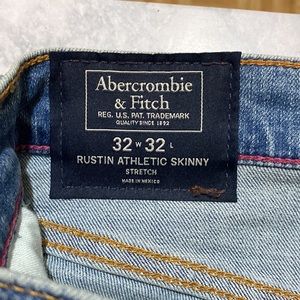 Abercrombie
& Fitch
REG. U.S. PAT. TRADEMARK
QUALITY SINCE 1892
32 W 32 L
RUSTIN ATHLETIC SKINNY
STRETCH
MADE IN MEXICO